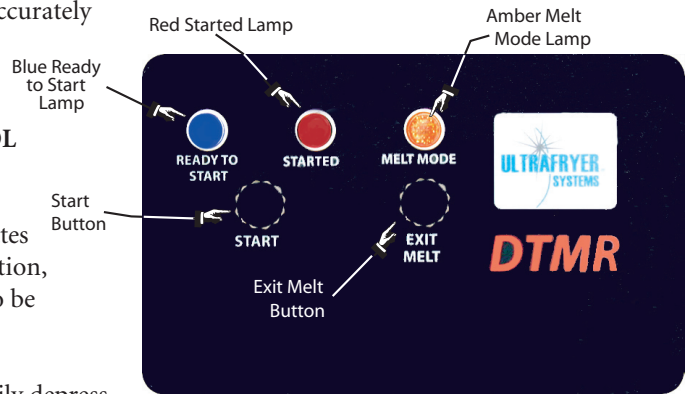 ccurately
Red Started Lamp
Amber Melt
Mode Lamp
Blue Ready
to Start
Lamp
OL
READY TO
START
STARTED
MELT MODE
ULTRAFRYER
SYSTEMS
Start
Button
START
EXIT
MELT
DTMR
tes
tion,
o be
Exit Melt
Button
ily depress